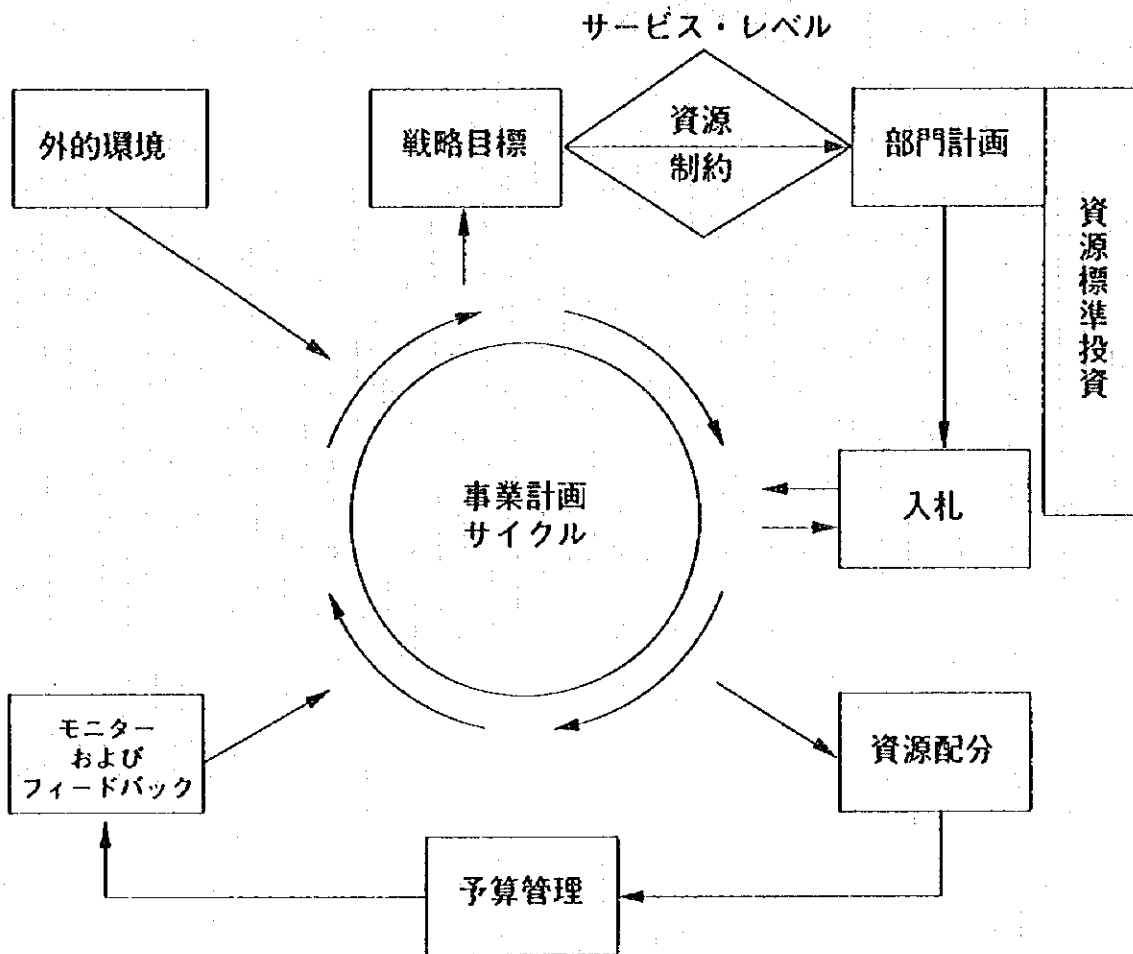 サービス・レベル
外的環境
戦略目標
資源
制約
部門計画
資源標準投資
事業計画
サイクル
入札
モニター
および
フィードバック
資源配分
予算管理